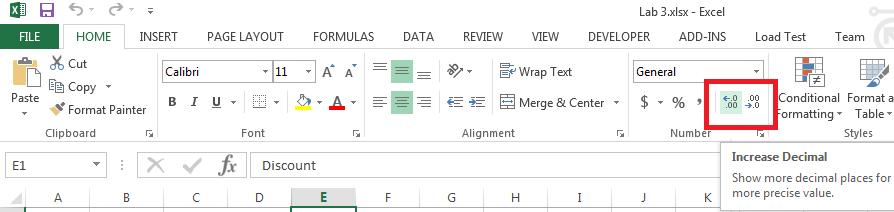 Lab 3.xlsx - Excel
FILE HOME INSERT PAGE LAYOUT FORMULAS DATA REVIEW VIEW DEVELOPER ADD-INS Load Test Team
Paste
Cut
Copy
Format Painter
Clipboard
Calibri 11 A A
B I U A
Font
Wrap Text
Merge & Center
Alignment
General
$ % , .0 .00 .00 .0
Number
Conditional Formatting
Format a
Table
Styles
E1 fx Discount
Increase Decimal
Show more decimal places for
more precise value.
A B C D E F G H I J K